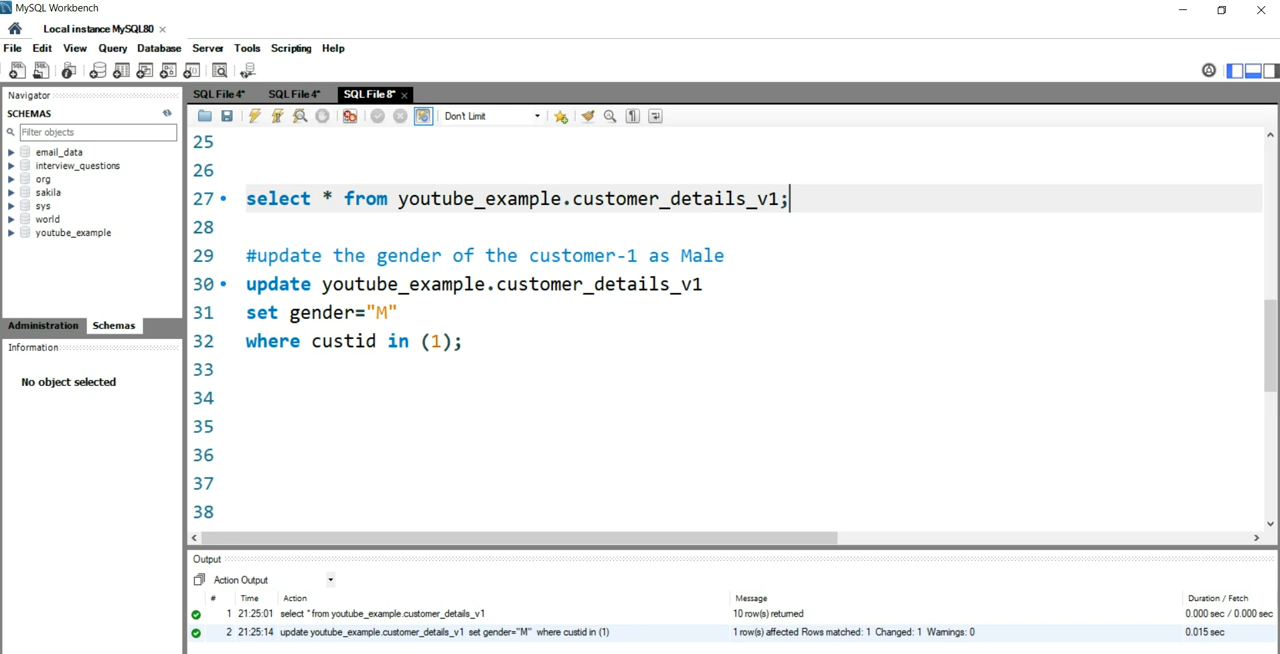 MySQL Workbench
Local instance MySQL80 ×
File Edit View Query Database Server Tools Scripting Help
Navigator
SCHEMAS
Filter objects
email_data
interview_questions
org
sakila
sys
world
youtube_example
Administration Schemas
Information
No object selected
SQL File 4* SQL File 4* SQL File 8* ×
Don't Limit
25
26
27 select * from youtube_example.customer_details_v1;
28
29 #update the gender of the customer-1 as Male
30 update youtube_example.customer_details_v1
31 set gender="M"
32 where custid in (1);
33
34
35
36
37
38
Output
Action Output
# Time Action Message Duration / Fetch
1 21:25:01 select * from youtube_example.customer_details_v1 10 row(s) returned 0.000 sec / 0.000 sec
2 21:25:14 update youtube_example.customer_details_v1 set gender="M" where custid in (1) 1 row(s) affected Rows matched: 1 Changed: 1 Warnings: 0 0.015 sec